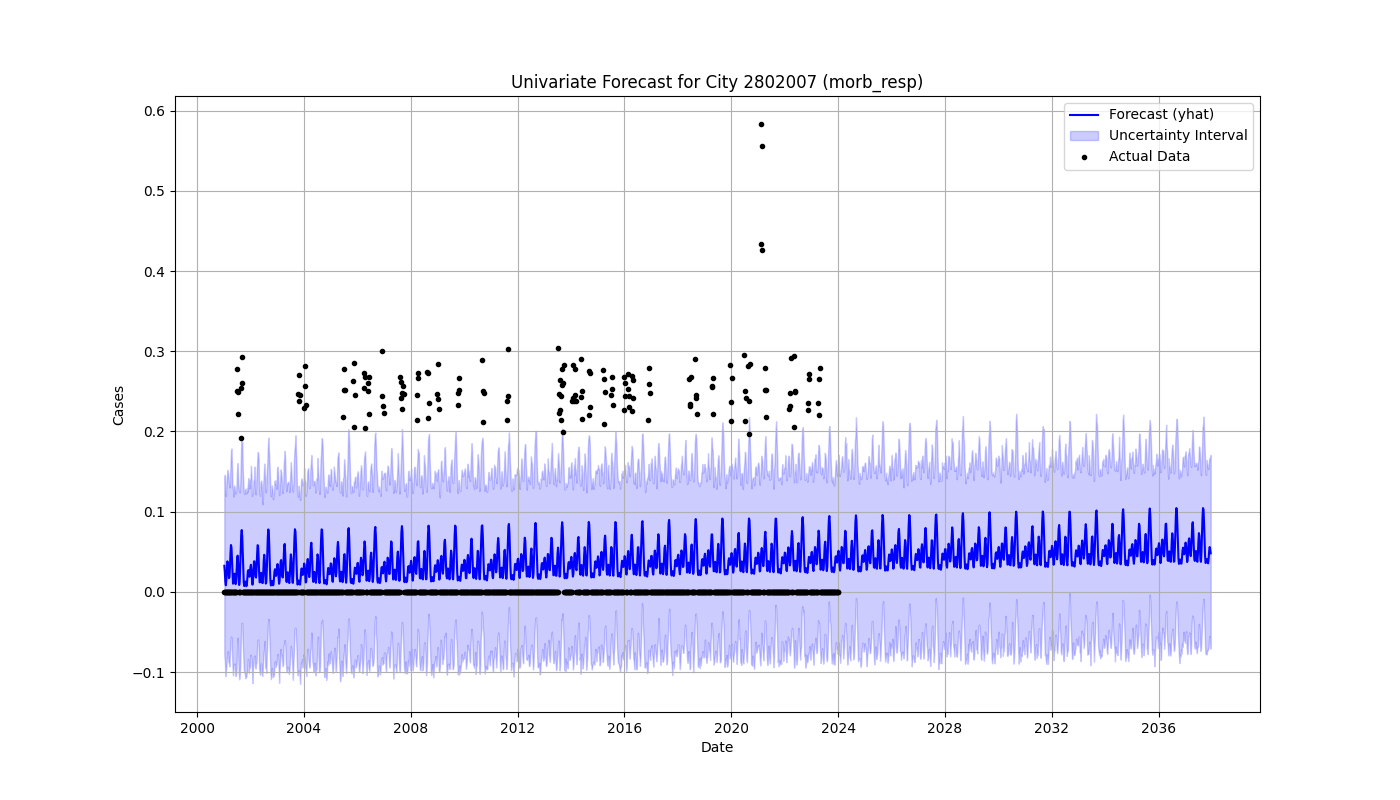 Univariate Forecast for City 2802007 (morb_resp)
Forecast (yhat)
Uncertainty Interval
Actual Data
Cases
0.6
0.5
0.4
0.3
0.2
0.1
0.0
−0.1
2000 2004 2008 2012 2016 2020 2024 2028 2032 2036
Date